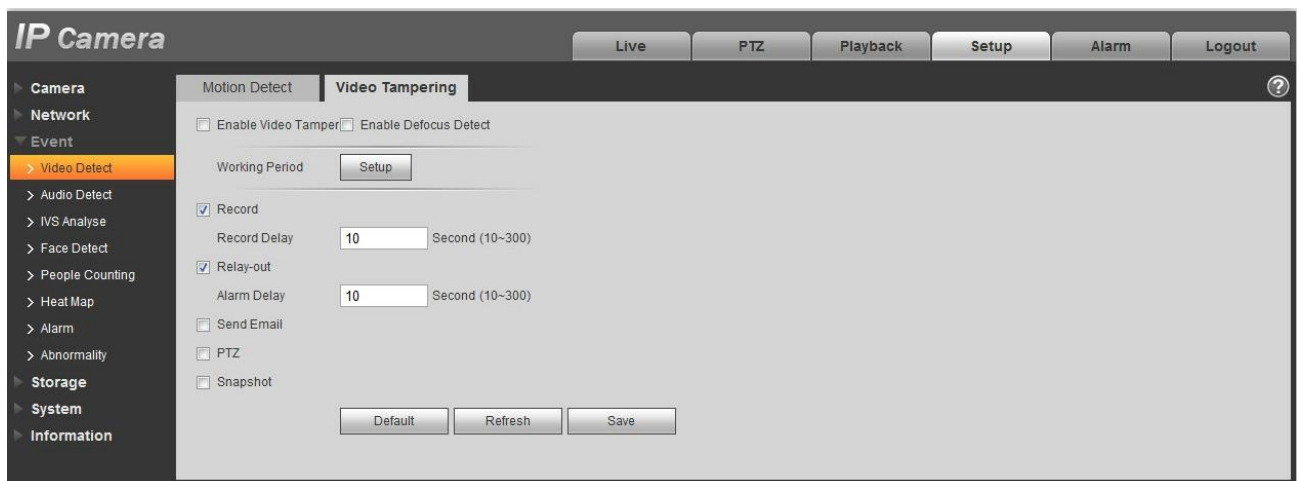 IP Camera
Live PTZ Playback Setup Alarm Logout
Camera
Network
Event
Video Detect
Audio Detect
IVS Analyse
Face Detect
People Counting
Heat Map
Alarm
Abnormality
Storage
System
Information
Motion Detect Video Tampering ?
Enable Video Tamper Enable Defocus Detect
Working Period Setup
Record
Record Delay 10 Second (10~300)
Relay-out
Alarm Delay 10 Second (10~300)
Send Email
PTZ
Snapshot
Default Refresh Save